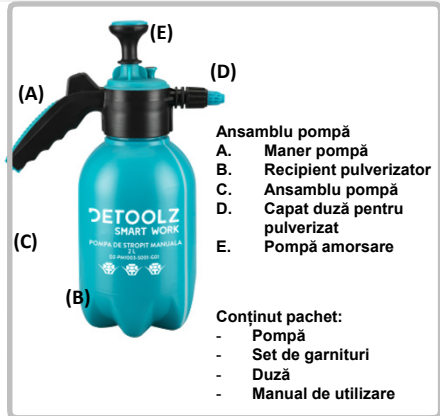 (E)
(D)
(A)
Ansamblu pompă
A. Maner pompă
B. Recipient pulverizator
C. Ansamblu pompă
D. Capat duză pentru
pulverizat
E. Pompă amorsare
DETOOLZ
SMART WORK
POMPA DE STROPIT MANUALA
2 L
(C)
(B)
Conținut pachet:
- Pompă
- Set de garnituri
- Duză
- Manual de utilizare